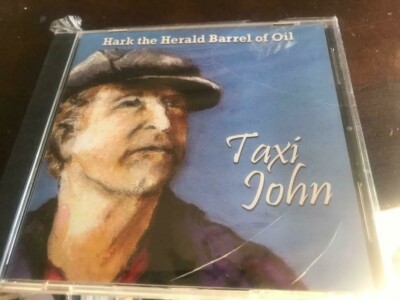 Hark the Herald Barrel of Oil
Taxi
John